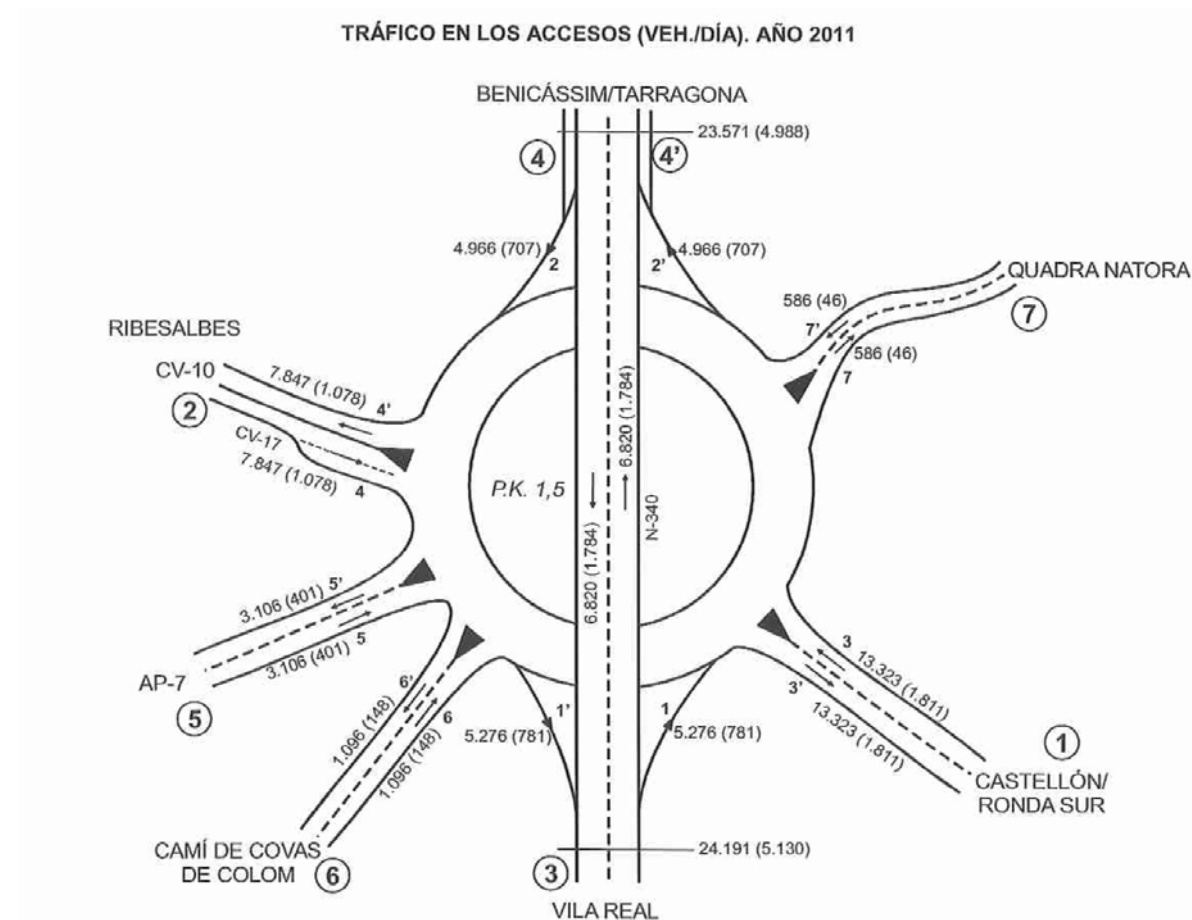 TRÁFICO EN LOS ACCESOS (VEH./DÍA). AÑO 2011
BENICÁSSIM/TARRAGONA
23.571 (4.988)
4
4'
4.966 (707)
2
2'
4.966 (707)
QUADRA NATORA
7
586 (46)
7'
586 (46)
7
RIBESALBES
CV-10
2
7.847 (1.078)
4'
CV-17
7.847 (1.078)
4
P.K. 1,5
6.820 (1.784)
6.820 (1.784)
N-340
5'
3.106 (401)
5
3.106 (401)
AP-7
5
6'
1.096 (148)
6
1.096 (148)
CAMÍ DE COVAS
DE COLOM
6
1'
5.276 (781)
1
5.276 (781)
3
13.323 (1.811)
3'
13.323 (1.811)
1
CASTELLÓN/
RONDA SUR
24.191 (5.130)
3
VILA REAL